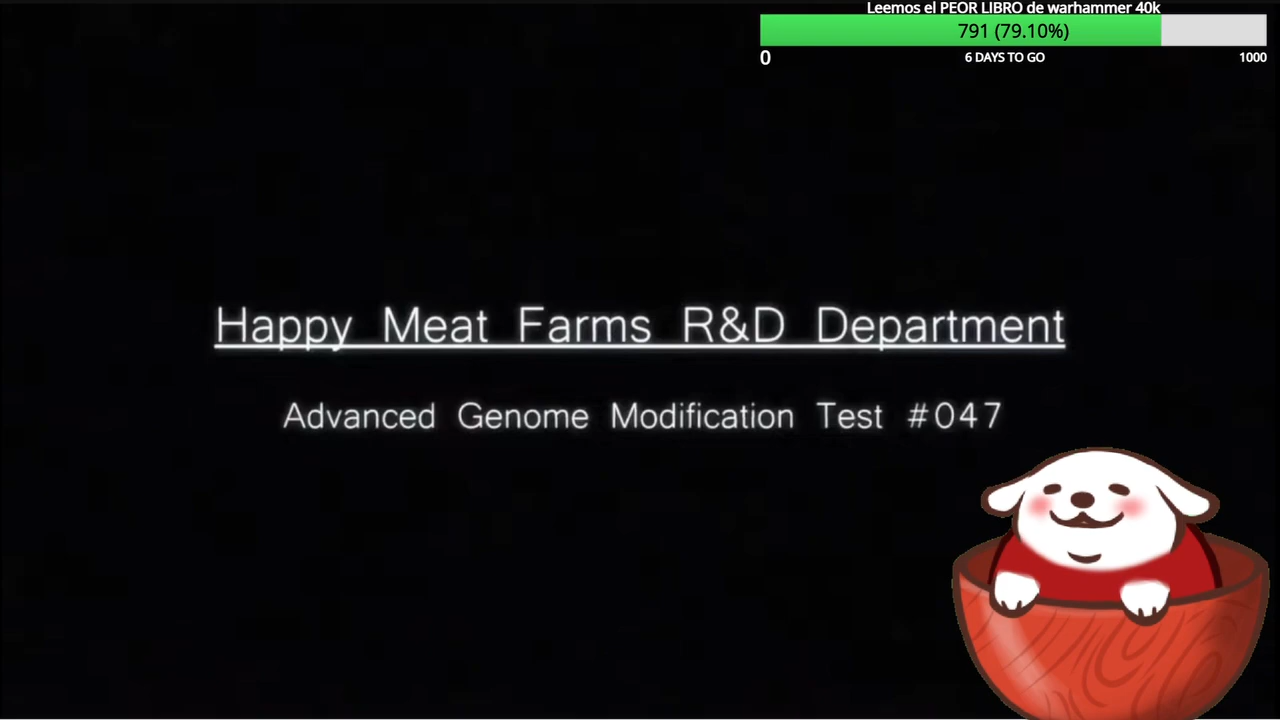 Leemos el PEOR LIBRO de warhammer 40k
791 (79.10%)
0 6 DAYS TO GO 1000
Happy Meat Farms R&D Department
Advanced Genome Modification Test #047